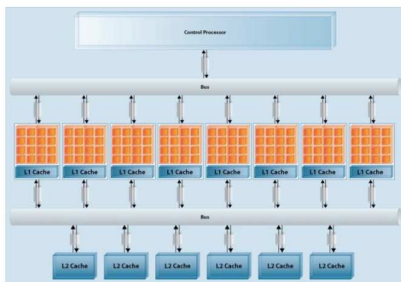 Control Processor
Bus
L1 Cache L1 Cache L1 Cache L1 Cache L1 Cache L1 Cache L1 Cache L1 Cache
Bus
L2 Cache L2 Cache L2 Cache L2 Cache L2 Cache L2 Cache